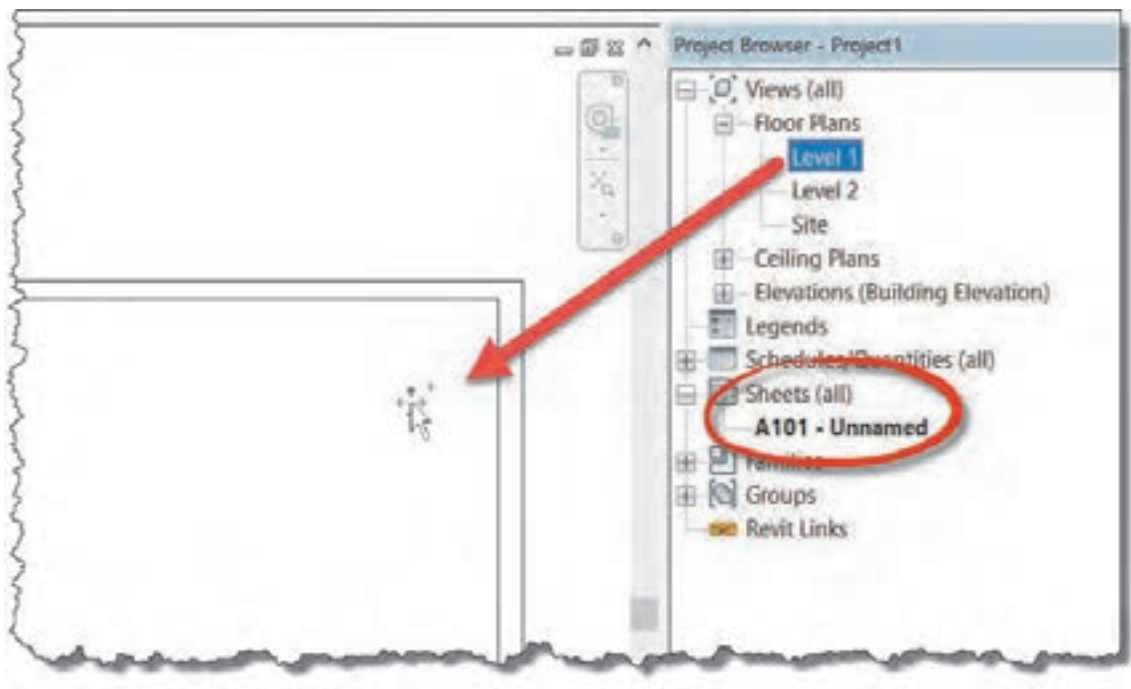 Project Browser - Project1
Views (all)
Floor Plans
Level 1
Level 2
Site
Ceiling Plans
Elevations (Building Elevation)
Legends
Schedules/Quantities (all)
Sheets (all)
A101 - Unnamed
Families
Groups
Revit Links